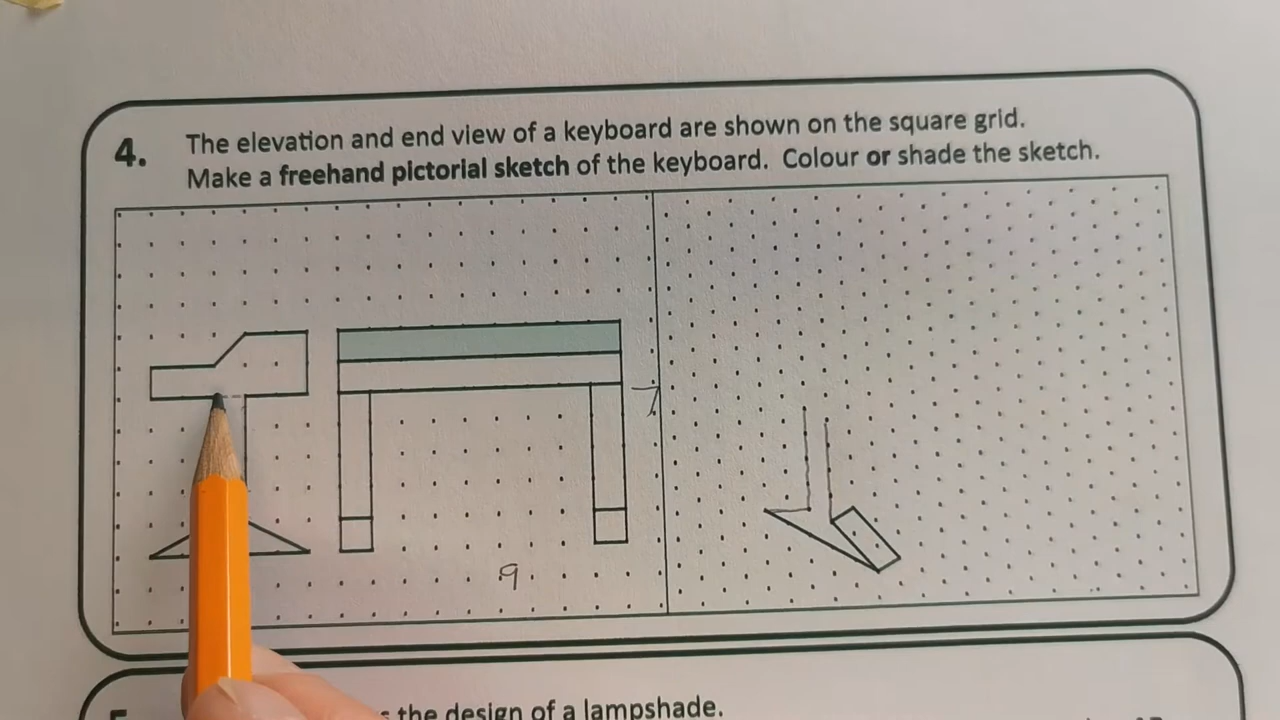 4. The elevation and end view of a keyboard are shown on the square grid.
Make a freehand pictorial sketch of the keyboard. Colour or shade the sketch.
7
9
the design of a lampshade.